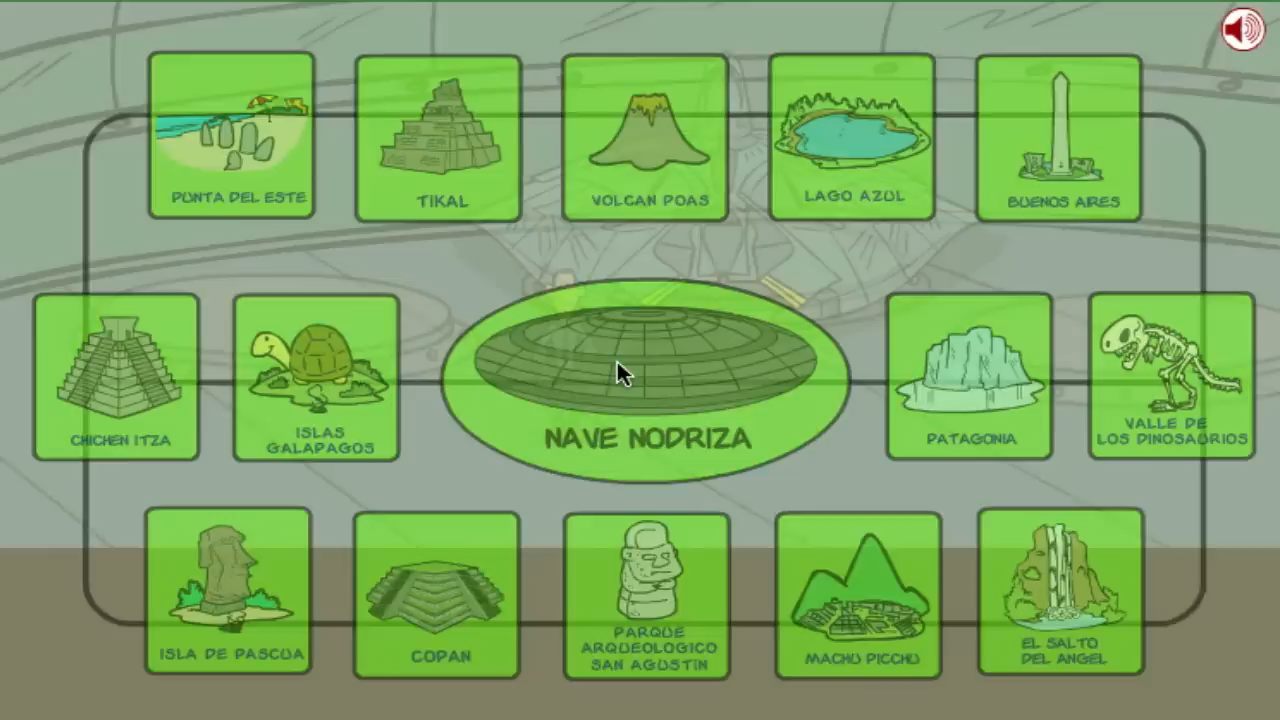 PUNTA DEL ESTE
TIKAL
VOLCAN POAS
LAGO AZUL
BUENOS AIRES
CHICHEN ITZA
ISLAS
GALAPAGOS
NAVE NODRIZA
PATAGONIA
VALLE DE
LOS DINOSAURIOS
ISLA DE PASCUA
COPAN
PARQUE
ARQUEOLOGICO
SAN AGUSTIN
MACHU PICCHU
EL SALTO
DEL ANGEL